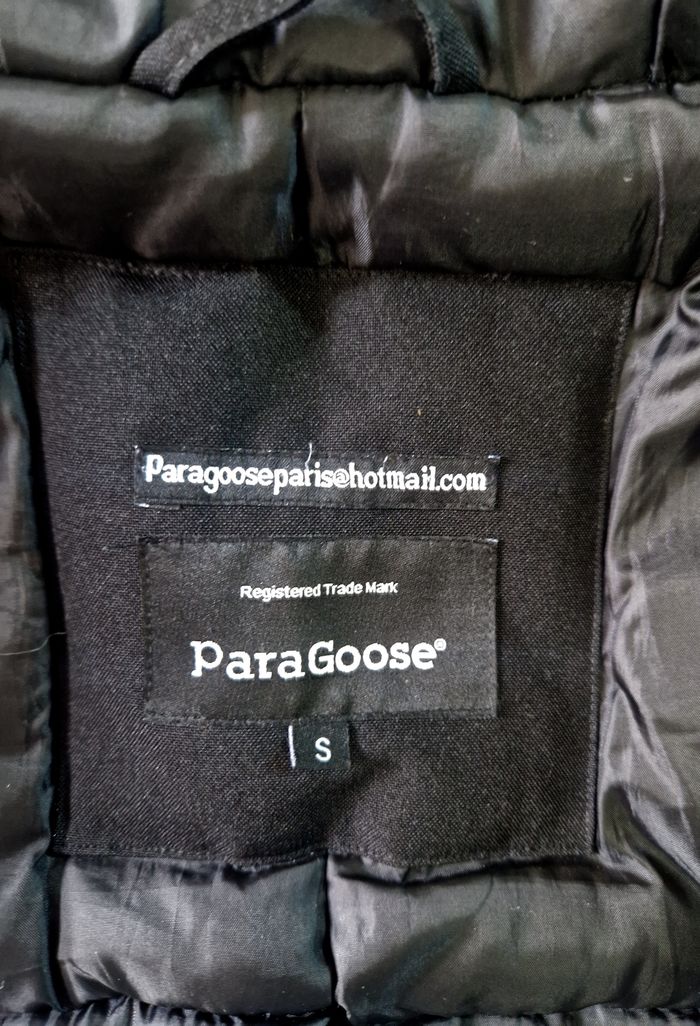 Paragooseparis@hotmail.com
Registered Trade Mark
ParaGoose®
S